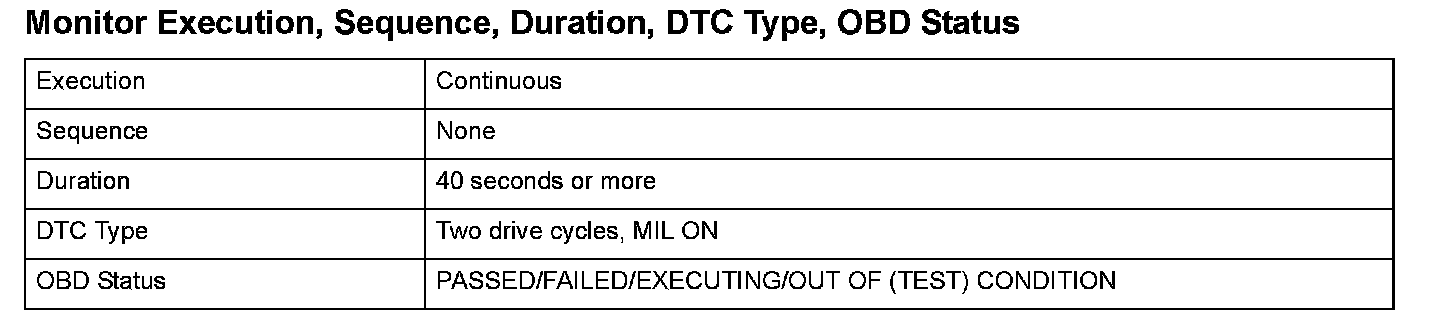 Monitor Execution, Sequence, Duration, DTC Type, OBD Status
Execution Continuous
Sequence None
Duration 40 seconds or more
DTC Type Two drive cycles, MIL ON
OBD Status PASSED/FAILED/EXECUTING/OUT OF (TEST) CONDITION